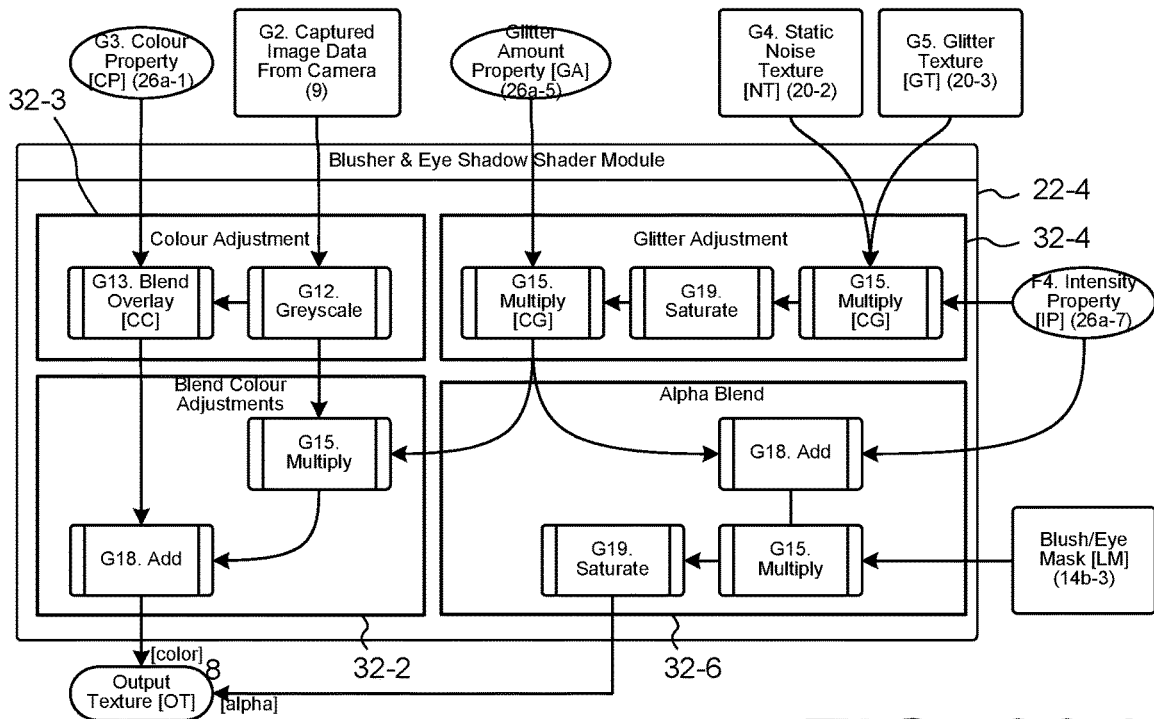 G3. Colour
Property
[CP] (26a-1)
G2. Captured
Image Data
From Camera
(9)
Glitter
Amount
Property [GA]
(26a-5)
G4. Static
Noise
Texture
[NT] (20-2)
G5. Glitter
Texture
[GT] (20-3)
32-3
Blusher & Eye Shadow Shader Module
22-4
Colour Adjustment
Glitter Adjustment
32-4
G13. Blend
Overlay
[CC]
G12.
Greyscale
G15.
Multiply
[CG]
G19.
Saturate
G15.
Multiply
[CG]
F4. Intensity
Property
[IP] (26a-7)
Blend Colour
Adjustments
Alpha Blend
G15.
Multiply
G18. Add
G18. Add
G19.
Saturate
G15.
Multiply
Blush/Eye
Mask [LM]
(14b-3)
[color]
8
32-2
32-6
Output
Texture [OT]
[alpha]